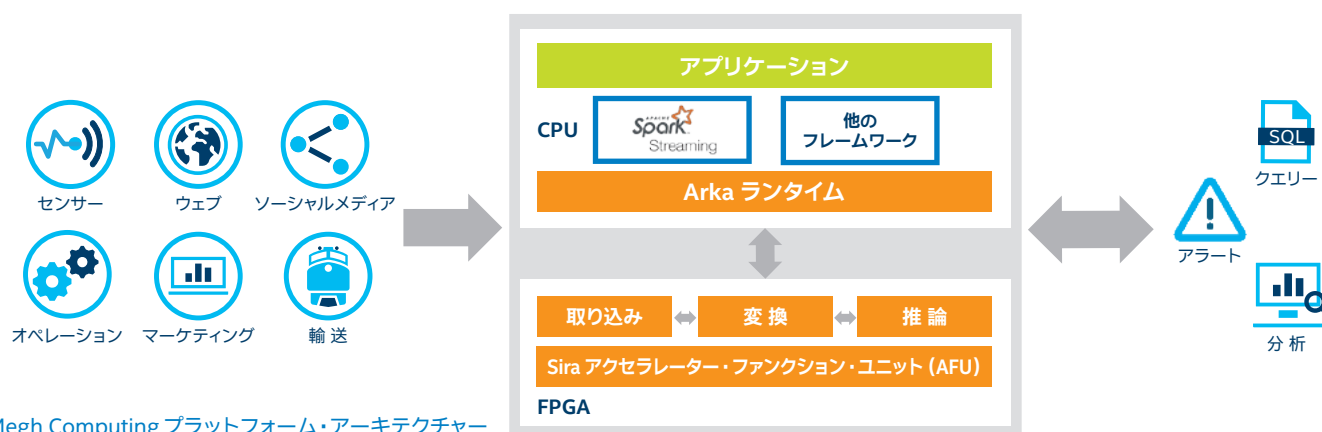 センサー
ウェブ
ソーシャルメディア
オペレーション
マーケティング
輸 送
アプリケーション
CPU
APACHE
Spark
Streaming
他の
フレームワーク
Arka ランタイム
取り込み
変 換
推 論
Sira アクセラレーター・ファンクション・ユニット (AFU)
FPGA
SQL
クエリー
アラート
分 析
Megh Computing プラットフォーム・アーキテクチャー